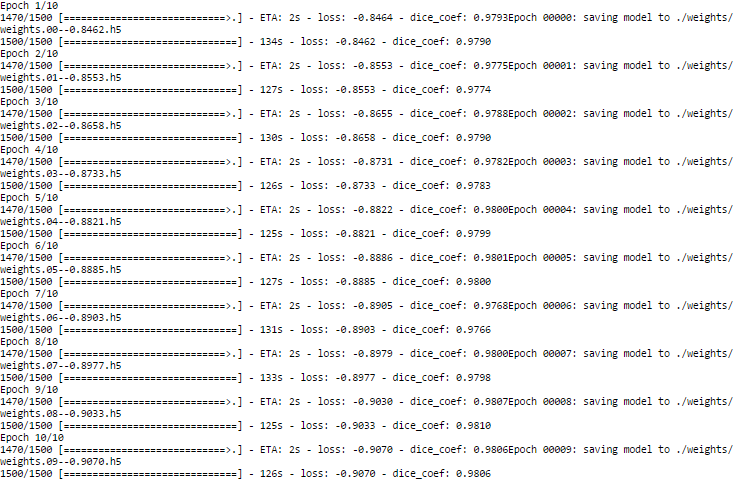 Epoch 1/10
1470/1500 [============================>.] - ETA: 2s - loss: -0.8464 - dice_coef: 0.9793Epoch 00000: saving model to ./weights/
weights.00--0.8462.h5
1500/1500 [==============================] - 134s - loss: -0.8462 - dice_coef: 0.9790
Epoch 2/10
1470/1500 [============================>.] - ETA: 2s - loss: -0.8553 - dice_coef: 0.9775Epoch 00001: saving model to ./weights/
weights.01--0.8553.h5
1500/1500 [==============================] - 127s - loss: -0.8553 - dice_coef: 0.9774
Epoch 3/10
1470/1500 [============================>.] - ETA: 2s - loss: -0.8655 - dice_coef: 0.9788Epoch 00002: saving model to ./weights/
weights.02--0.8658.h5
1500/1500 [==============================] - 130s - loss: -0.8658 - dice_coef: 0.9790
Epoch 4/10
1470/1500 [============================>.] - ETA: 2s - loss: -0.8731 - dice_coef: 0.9782Epoch 00003: saving model to ./weights/
weights.03--0.8733.h5
1500/1500 [==============================] - 126s - loss: -0.8733 - dice_coef: 0.9783
Epoch 5/10
1470/1500 [============================>.] - ETA: 2s - loss: -0.8822 - dice_coef: 0.9800Epoch 00004: saving model to ./weights/
weights.04--0.8821.h5
1500/1500 [==============================] - 125s - loss: -0.8821 - dice_coef: 0.9799
Epoch 6/10
1470/1500 [============================>.] - ETA: 2s - loss: -0.8886 - dice_coef: 0.9801Epoch 00005: saving model to ./weights/
weights.05--0.8885.h5
1500/1500 [==============================] - 127s - loss: -0.8885 - dice_coef: 0.9800
Epoch 7/10
1470/1500 [============================>.] - ETA: 2s - loss: -0.8905 - dice_coef: 0.9768Epoch 00006: saving model to ./weights/
weights.06--0.8903.h5
1500/1500 [==============================] - 131s - loss: -0.8903 - dice_coef: 0.9766
Epoch 8/10
1470/1500 [============================>.] - ETA: 2s - loss: -0.8979 - dice_coef: 0.9800Epoch 00007: saving model to ./weights/
weights.07--0.8977.h5
1500/1500 [==============================] - 133s - loss: -0.8977 - dice_coef: 0.9798
Epoch 9/10
1470/1500 [============================>.] - ETA: 2s - loss: -0.9030 - dice_coef: 0.9807Epoch 00008: saving model to ./weights/
weights.08--0.9033.h5
1500/1500 [==============================] - 125s - loss: -0.9033 - dice_coef: 0.9810
Epoch 10/10
1470/1500 [============================>.] - ETA: 2s - loss: -0.9070 - dice_coef: 0.9806Epoch 00009: saving model to ./weights/
weights.09--0.9070.h5
1500/1500 [==============================] - 126s - loss: -0.9070 - dice_coef: 0.9806